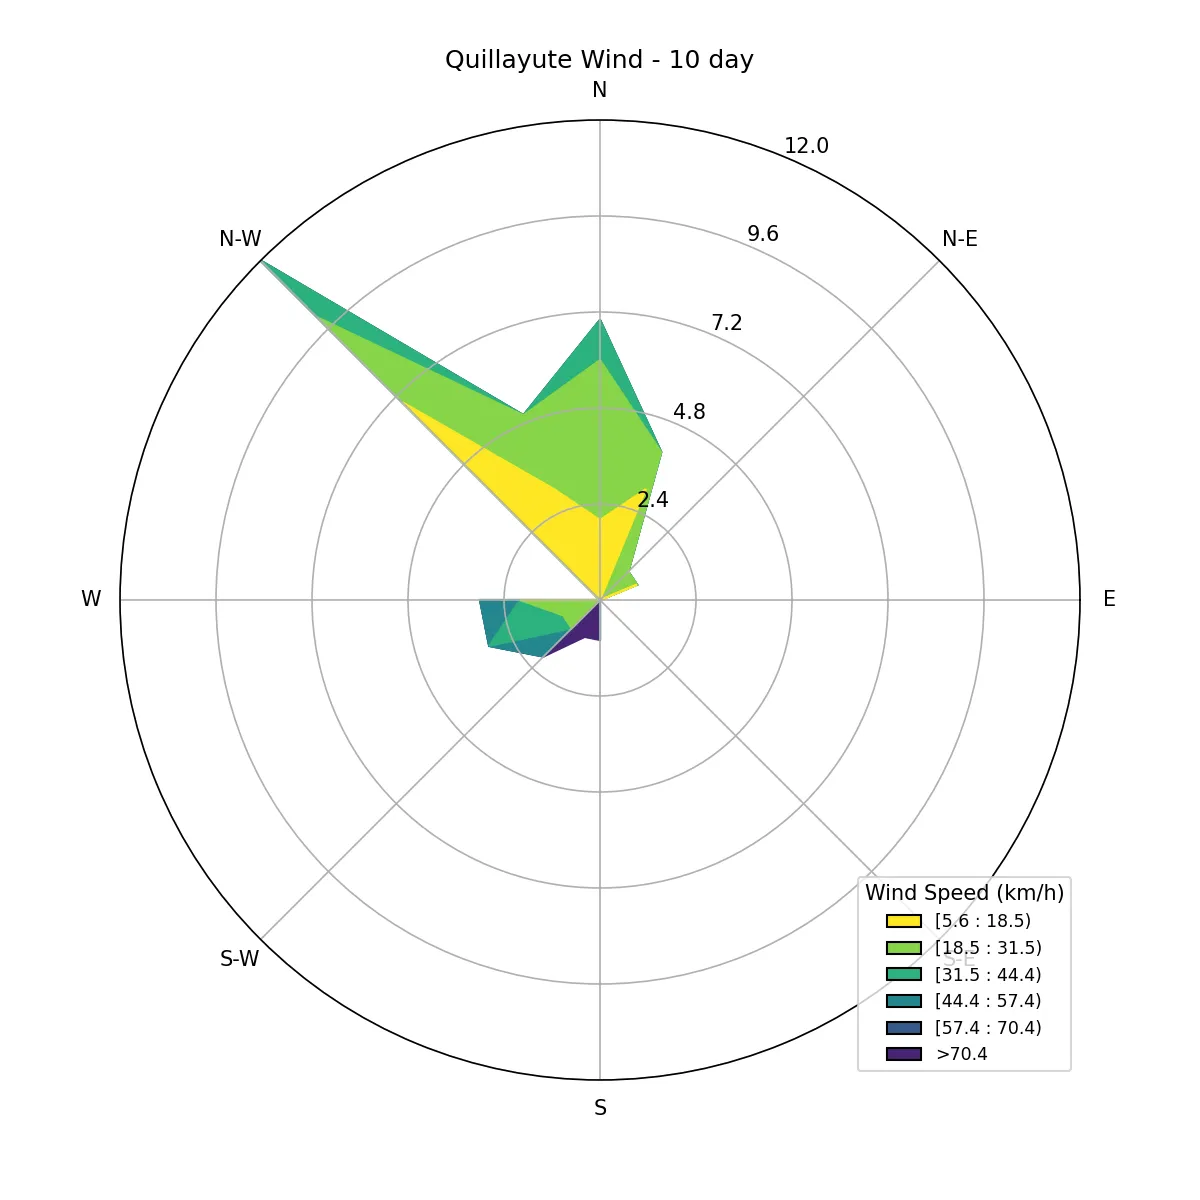 Quillayute Wind - 10 day
N
12.0
9.6
N-W
N-E
7.2
4.8
2.4
W
E
Wind Speed (km/h)
[5.6 : 18.5)
[18.5 : 31.5)
S-W
S-E
[31.5 : 44.4)
[44.4 : 57.4)
[57.4 : 70.4)
>70.4
S